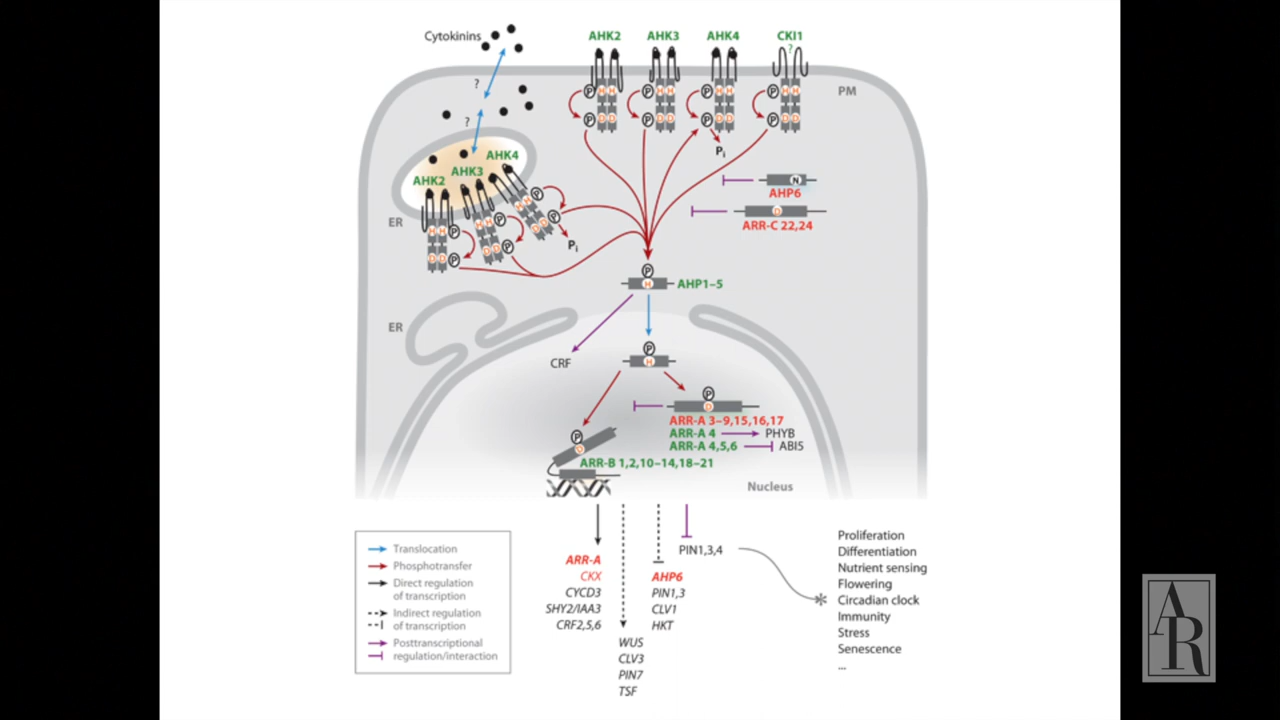 Cytokinins
AHK2
AHK3
AHK4
CKI1
?
PM
P H H P H H P H H P H H
P D D P D D P D D P D D
?
?
Pi
AHK4
AHK3
AHK2
N
AHP6
D
ARR-C 22,24
ER
H H P D D P
H H P D D P
H H P D D P
Pi
P
H
AHP1–5
ER
CRF
P
H
P
D
ARR-A 3–9,15,16,17
ARR-A 4
PHYB
ARR-A 4,5,6
ABI5
P
D
ARR-B 1,2,10–14,18–21
Nucleus
Translocation
Phosphotransfer
Direct regulation
of transcription
Indirect regulation
of transcription
Posttranscriptional
regulation/interaction
ARR-A
CKX
CYCD3
SHY2/IAA3
CRF2,5,6
WUS
CLV3
PIN7
TSF
AHP6
PIN1,3
CLV1
HKT
PIN1,3,4
*
Proliferation
Differentiation
Nutrient sensing
Flowering
Circadian clock
Immunity
Stress
Senescence
...
AR